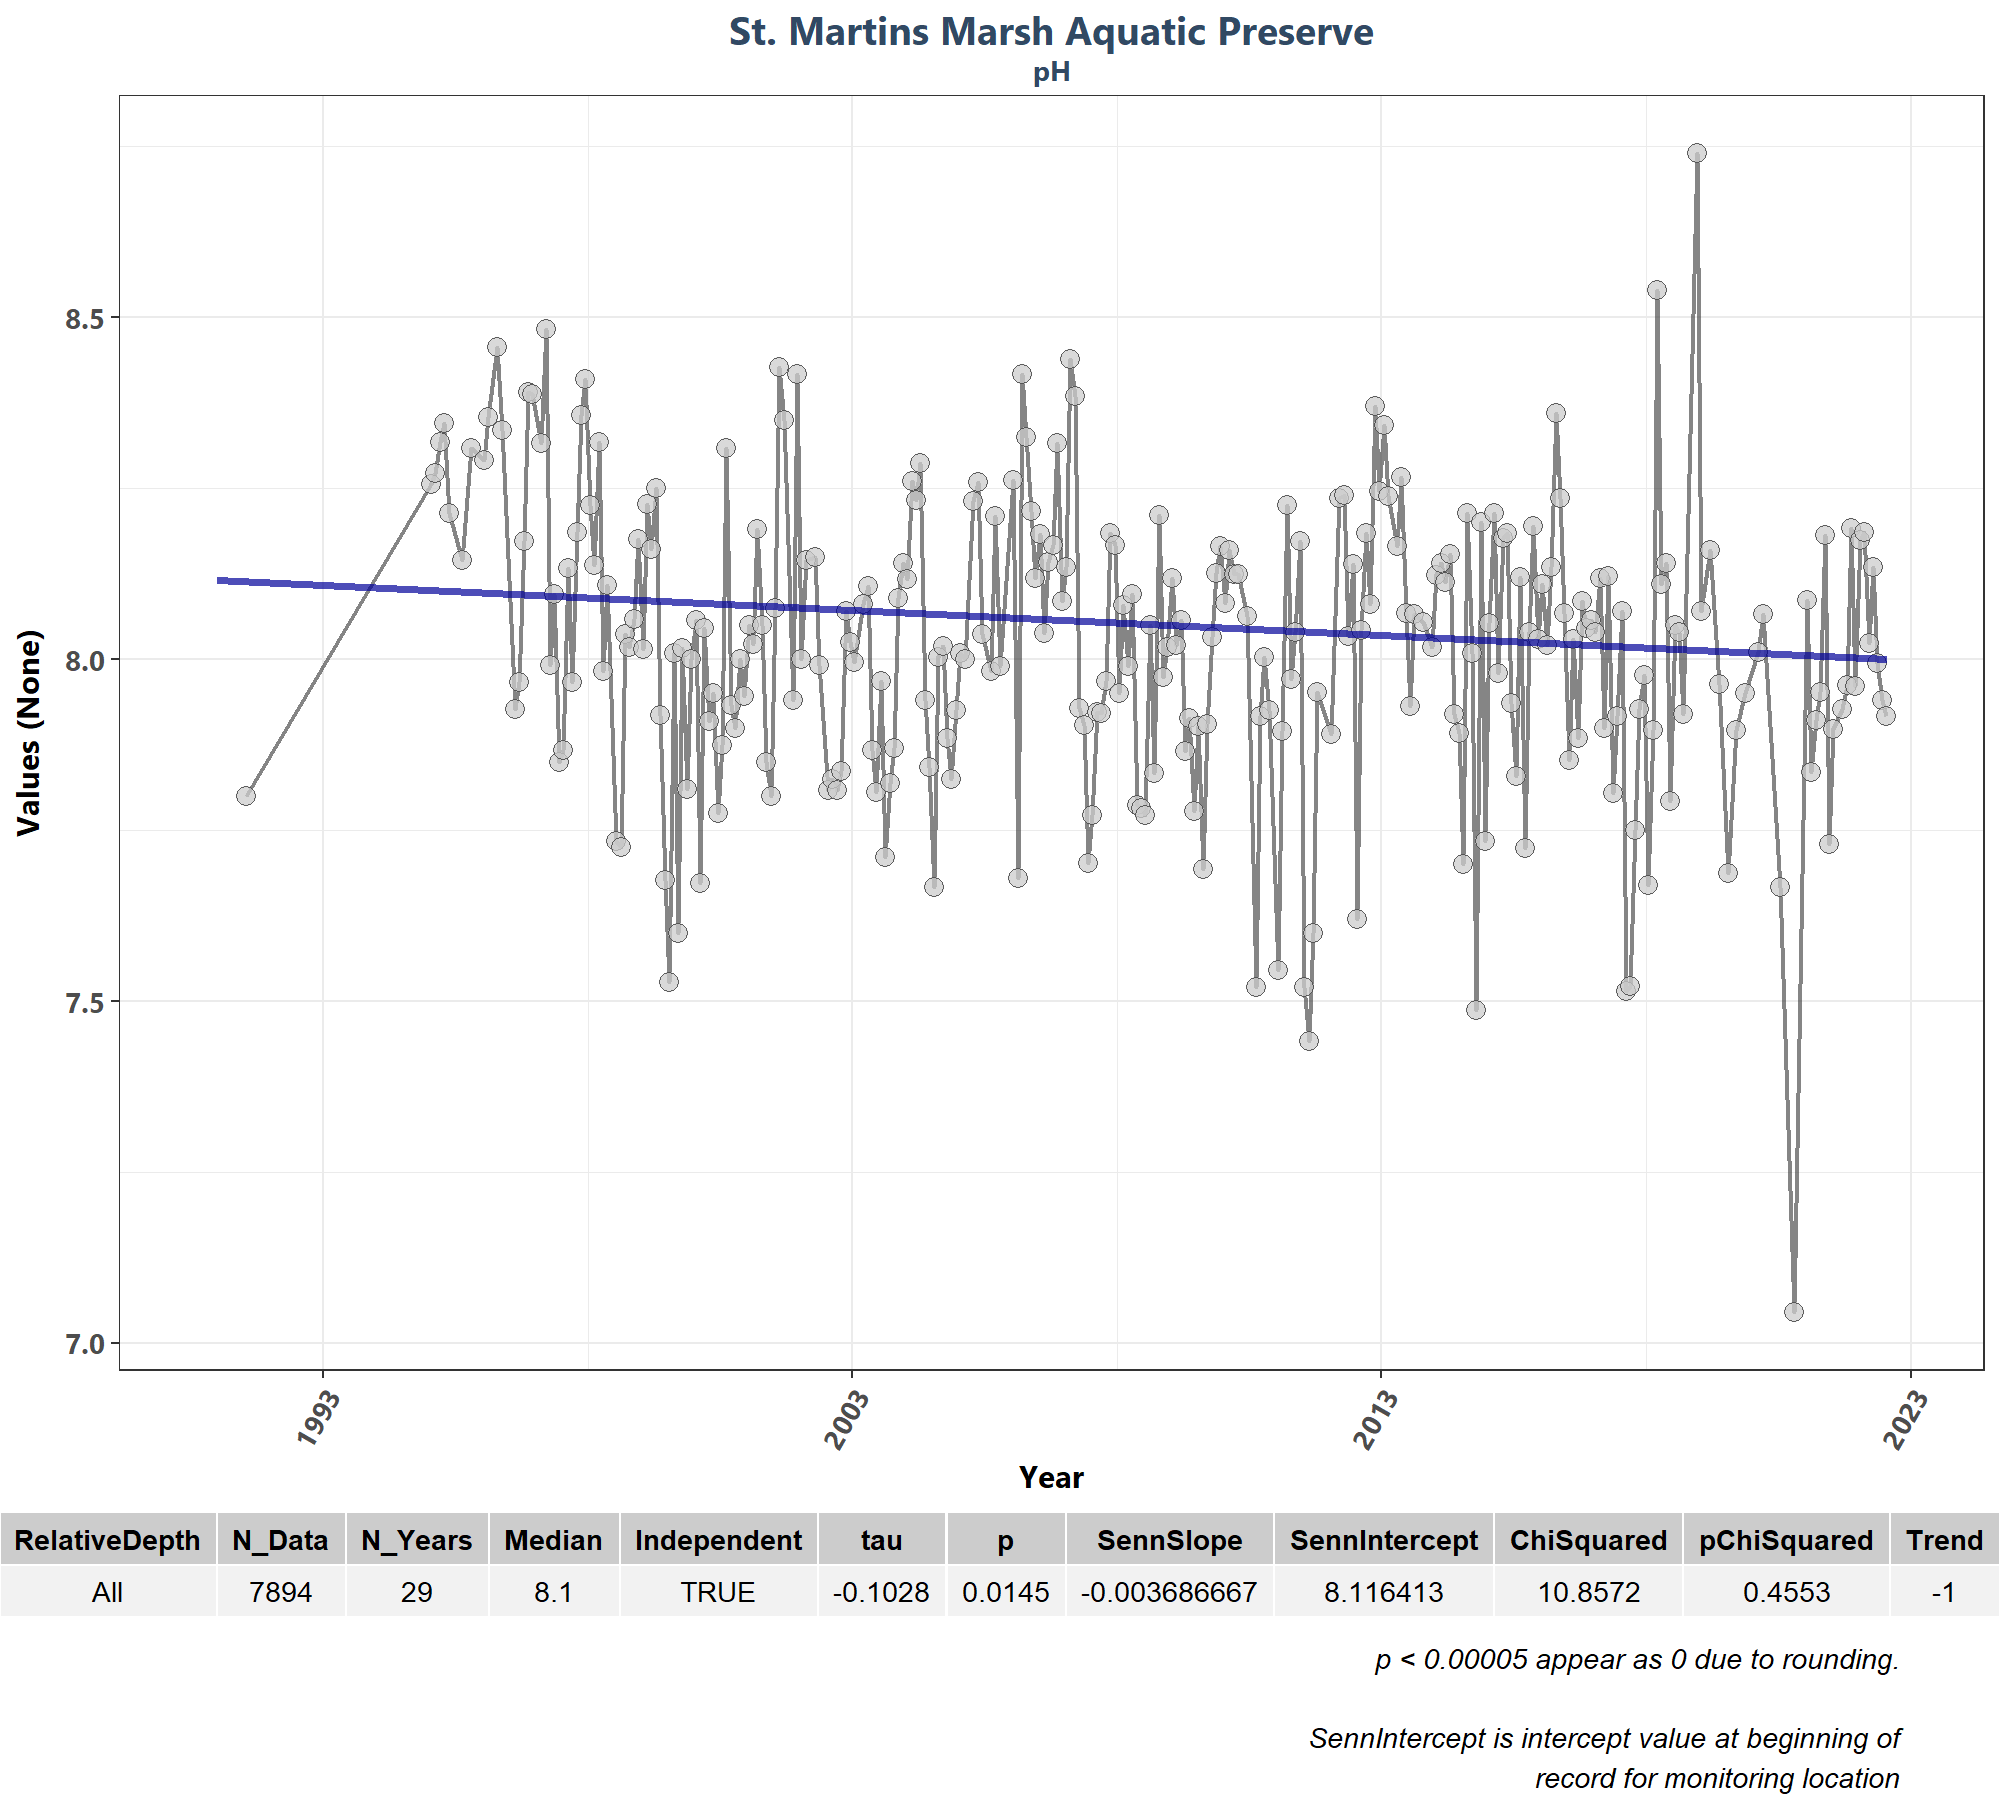 St. Martins Marsh Aquatic Preserve
pH
Values (None)
8.5
8.0
7.5
7.0
1993 2003 2013 2023
Year
RelativeDepth N_Data N_Years Median Independent tau p SennSlope SennIntercept ChiSquared pChiSquared Trend
All 7894 29 8.1 TRUE -0.1028 0.0145 -0.003686667 8.116413 10.8572 0.4553 -1
p < 0.00005 appear as 0 due to rounding.
SennIntercept is intercept value at beginning of
record for monitoring location